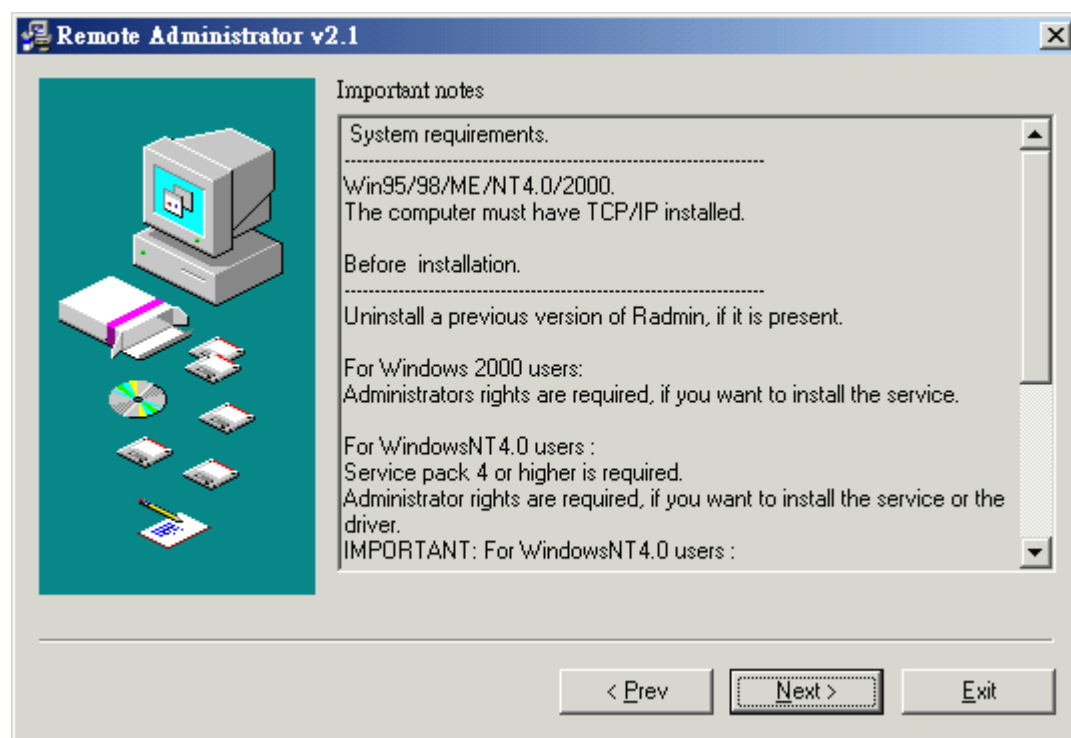 Remote Administrator v2.1
Important notes
System requirements.
--------------------------------------------------------------------
Win95/98/ME/NT4.0/2000.
The computer must have TCP/IP installed.
Before  installation.
--------------------------------------------------------------------
Uninstall a previous version of Radmin, if it is present.
For Windows 2000 users:
Administrators rights are required, if you want to install the service.
For WindowsNT4.0 users :
Service pack 4 or higher is required.
Administrator rights are required, if you want to install the service or the
driver.
IMPORTANT: For WindowsNT4.0 users :
< Prev
Next >
Exit